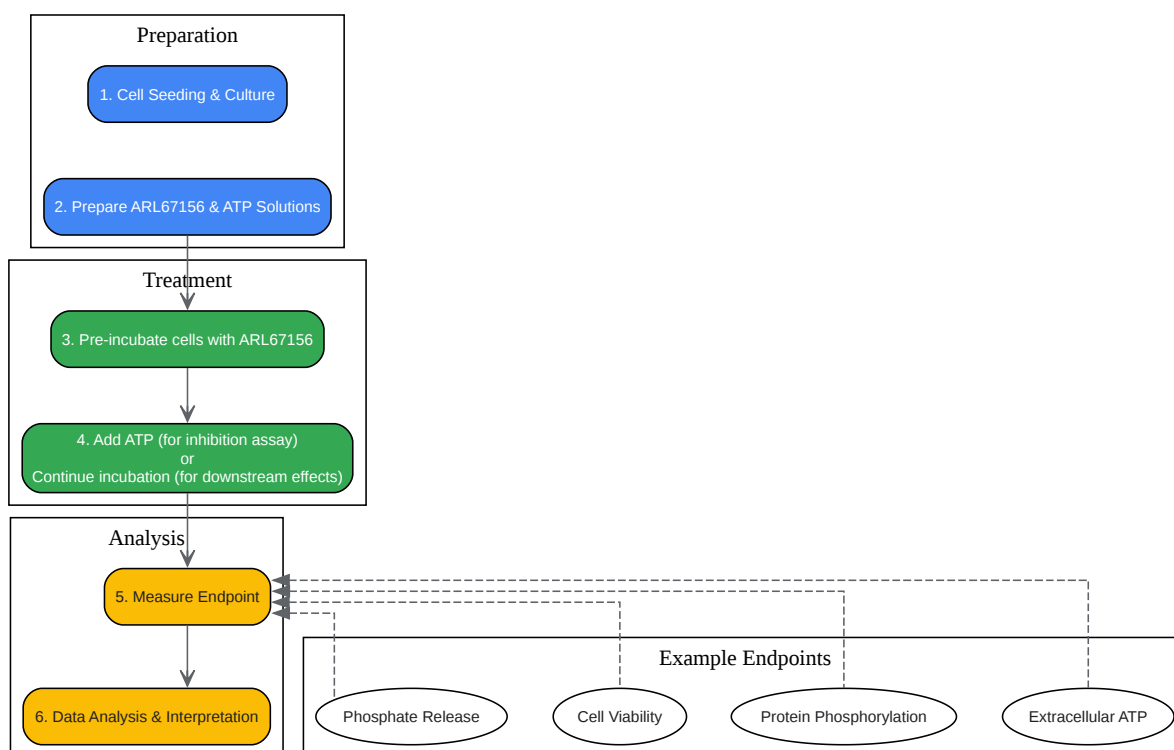 Preparation
1. Cell Seeding & Culture
2. Prepare ARL67156 & ATP Solutions
Treatment
3. Pre-incubate cells with ARL67156
4. Add ATP (for inhibition assay)
or
Continue incubation (for downstream effects)
Analysis
5. Measure Endpoint
6. Data Analysis & Interpretation
Example Endpoints
Phosphate Release
Cell Viability
Protein Phosphorylation
Extracellular ATP